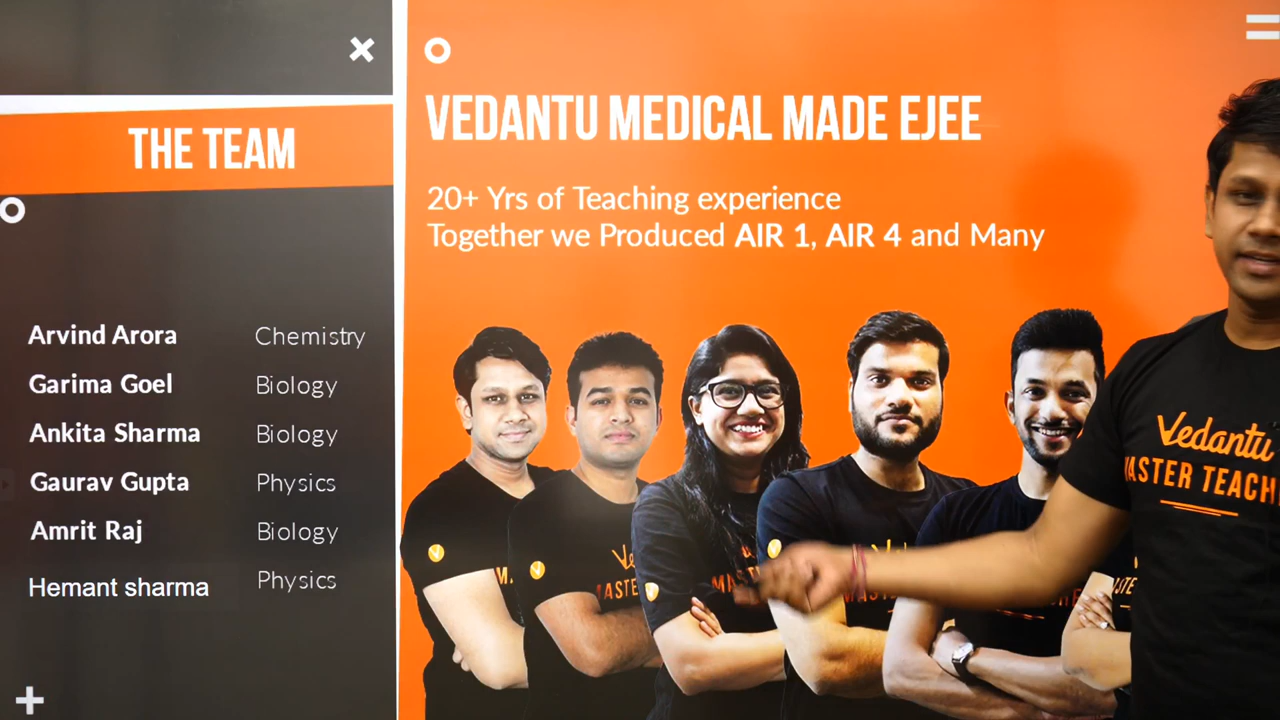 THE TEAM
Arvind Arora Chemistry
Garima Goel Biology
Ankita Sharma Biology
Gaurav Gupta Physics
Amrit Raj Biology
Hemant sharma Physics
VEDANTU MEDICAL MADE EJEE
20+ Yrs of Teaching experience
Together we Produced AIR 1, AIR 4 and Many
Vedantu
MASTER TEACH